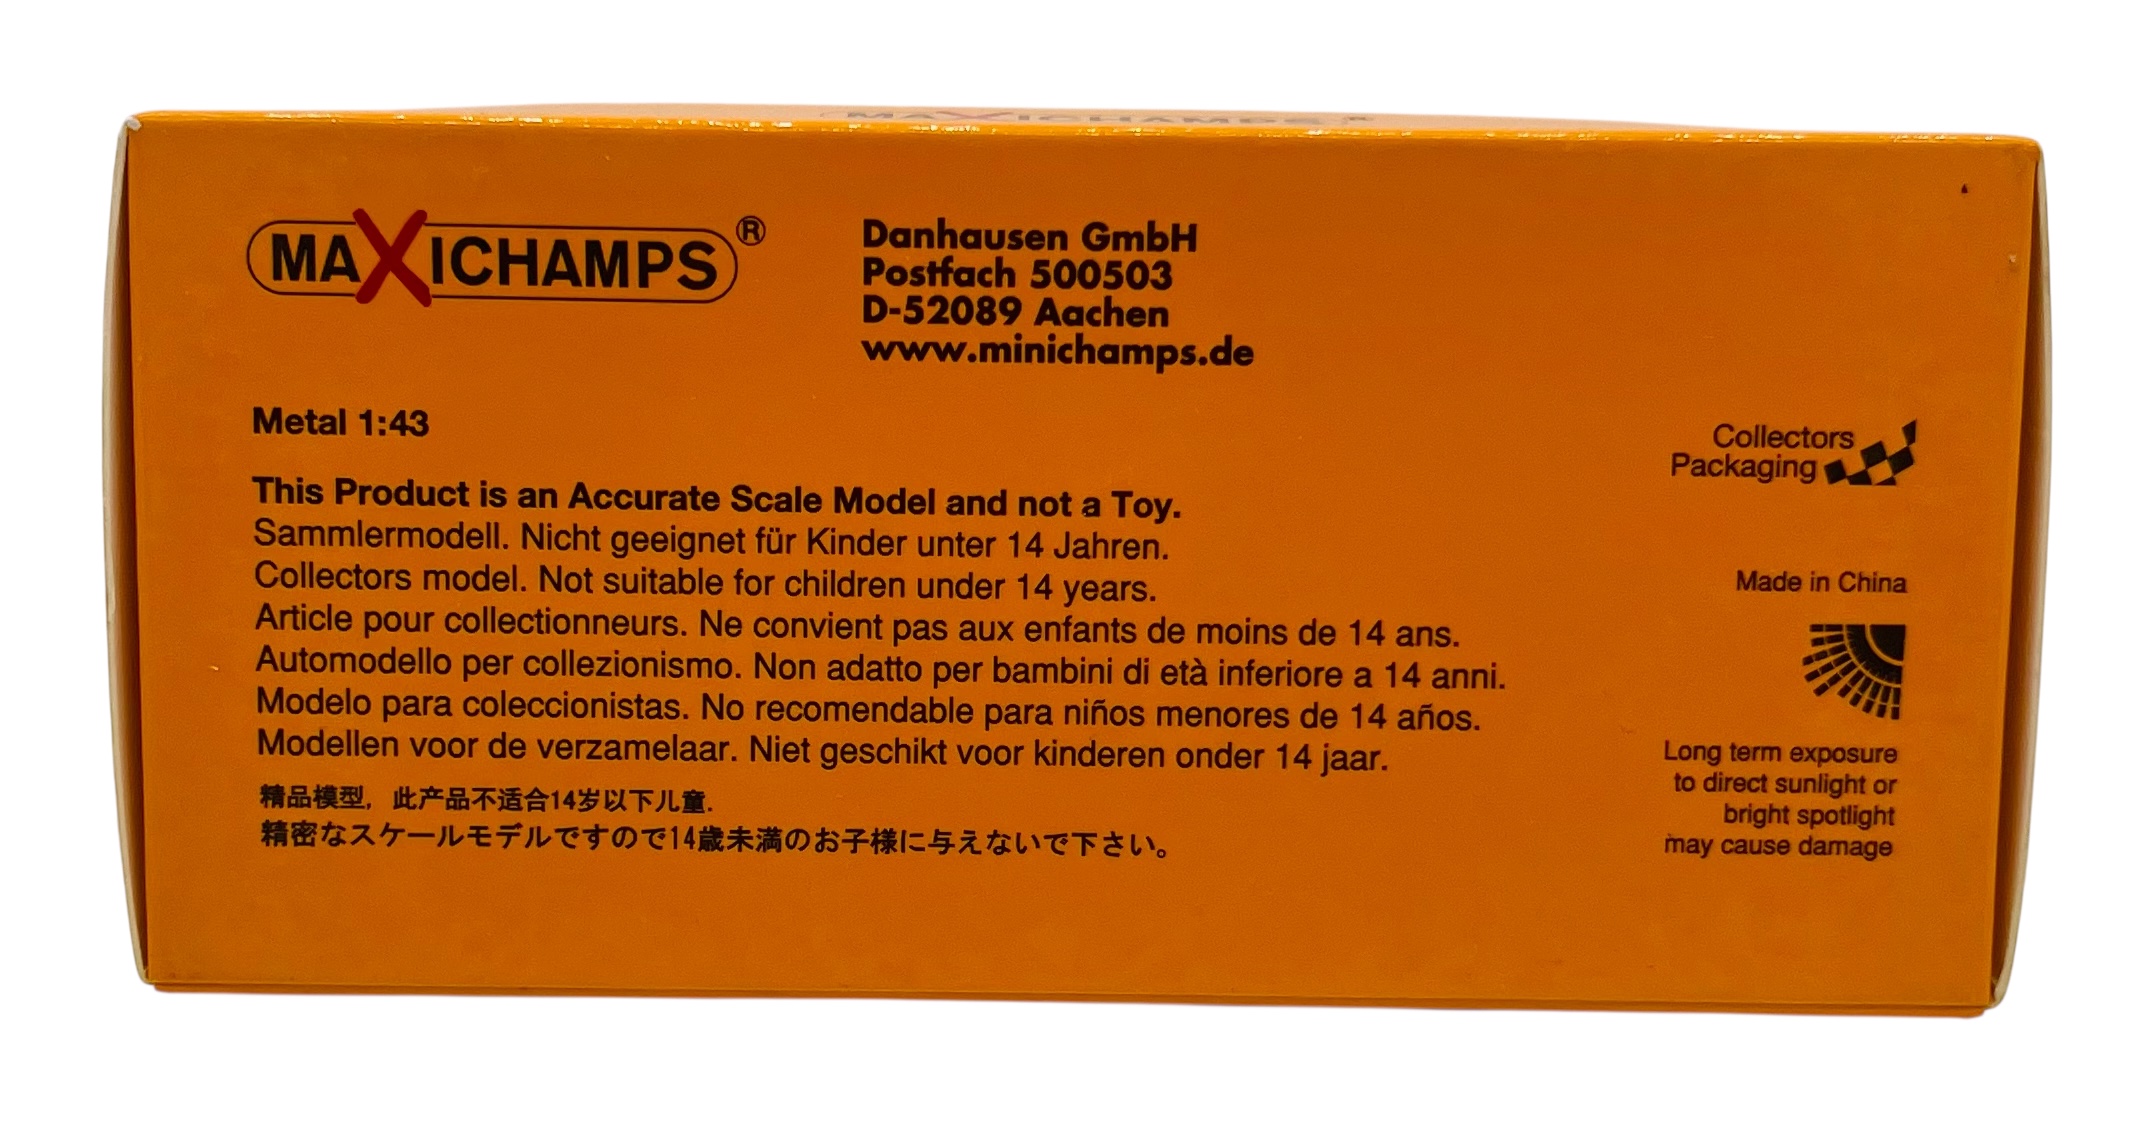 MAXICHAMPS®
Danhausen GmbH
Postfach 500503
D-52089 Aachen
www.minichamps.de
Metal 1:43
This Product is an Accurate Scale Model and not a Toy.
Sammlermodell. Nicht geeignet für Kinder unter 14 Jahren.
Collectors model. Not suitable for children under 14 years.
Article pour collectionneurs. Ne convient pas aux enfants de moins de 14 ans.
Automodello per collezionismo. Non adatto per bambini di età inferiore a 14 anni.
Modelo para coleccionistas. No recomendable para niños menores de 14 años.
Modellen voor de verzamelaar. Niet geschikt voor kinderen onder 14 jaar.
精品模型，此产品不适合14岁以下儿童.
精密なスケールモデルですので14歳未満のお子様に与えないで下さい。
Collectors
Packaging
Made in China
Long term exposure
to direct sunlight or
bright spotlight
may cause damage